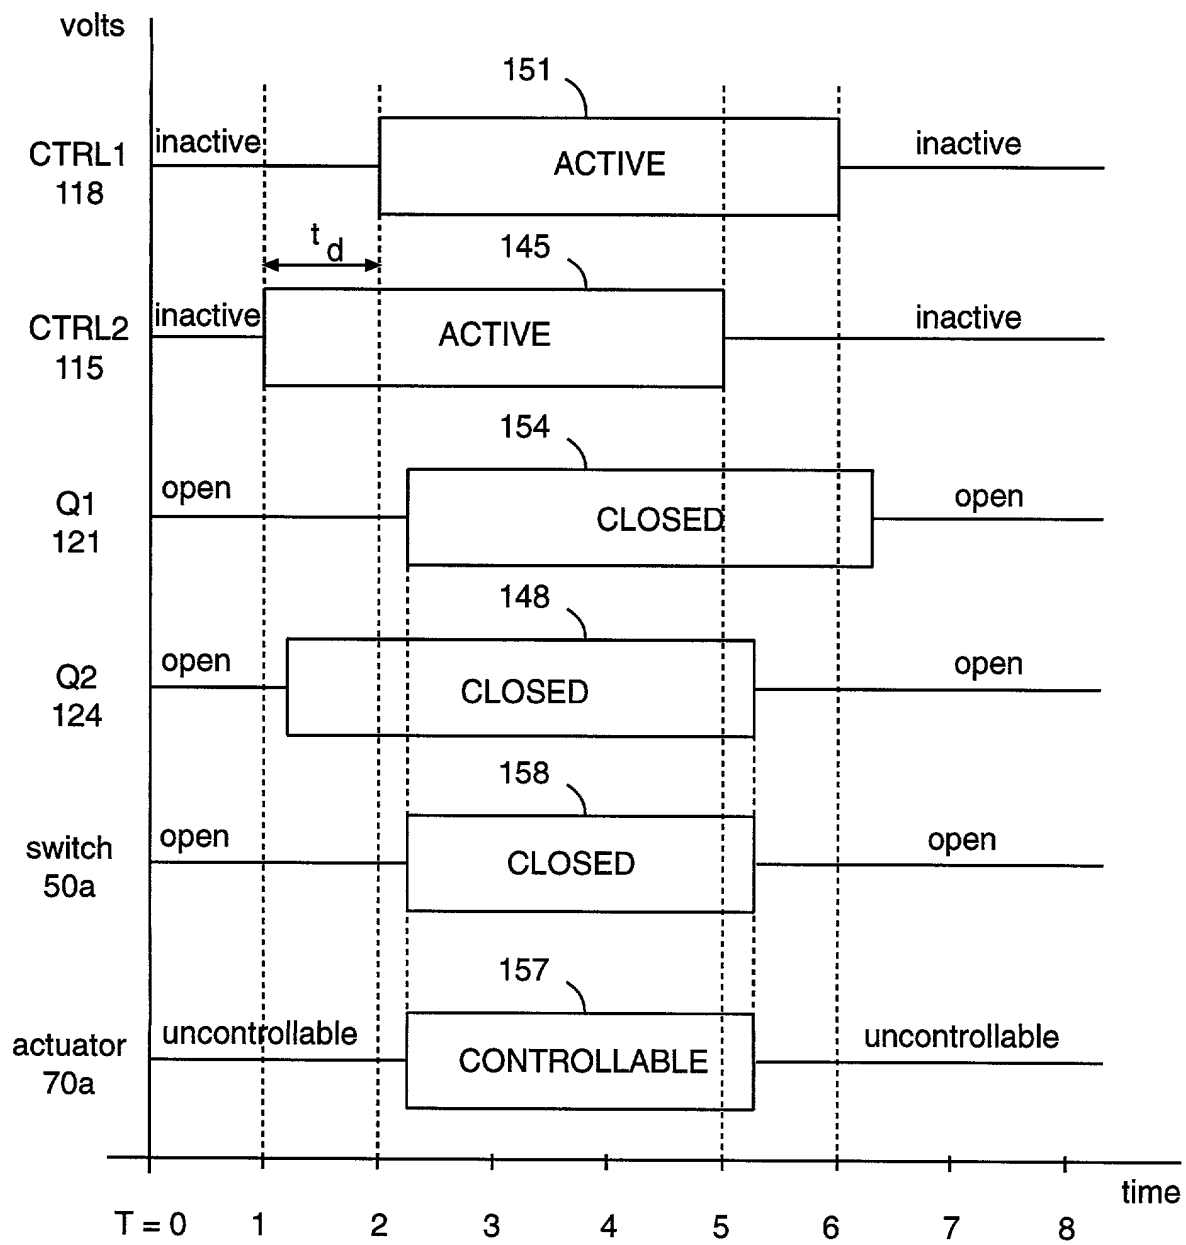 volts
151
CTRL1
118
inactive
ACTIVE
inactive
t d
145
CTRL2
115
inactive
ACTIVE
inactive
154
Q1
121
open
CLOSED
open
148
Q2
124
open
CLOSED
open
158
switch
50a
open
CLOSED
open
157
actuator
70a
uncontrollable
CONTROLLABLE
uncontrollable
time
T = 0 1 2 3 4 5 6 7 8